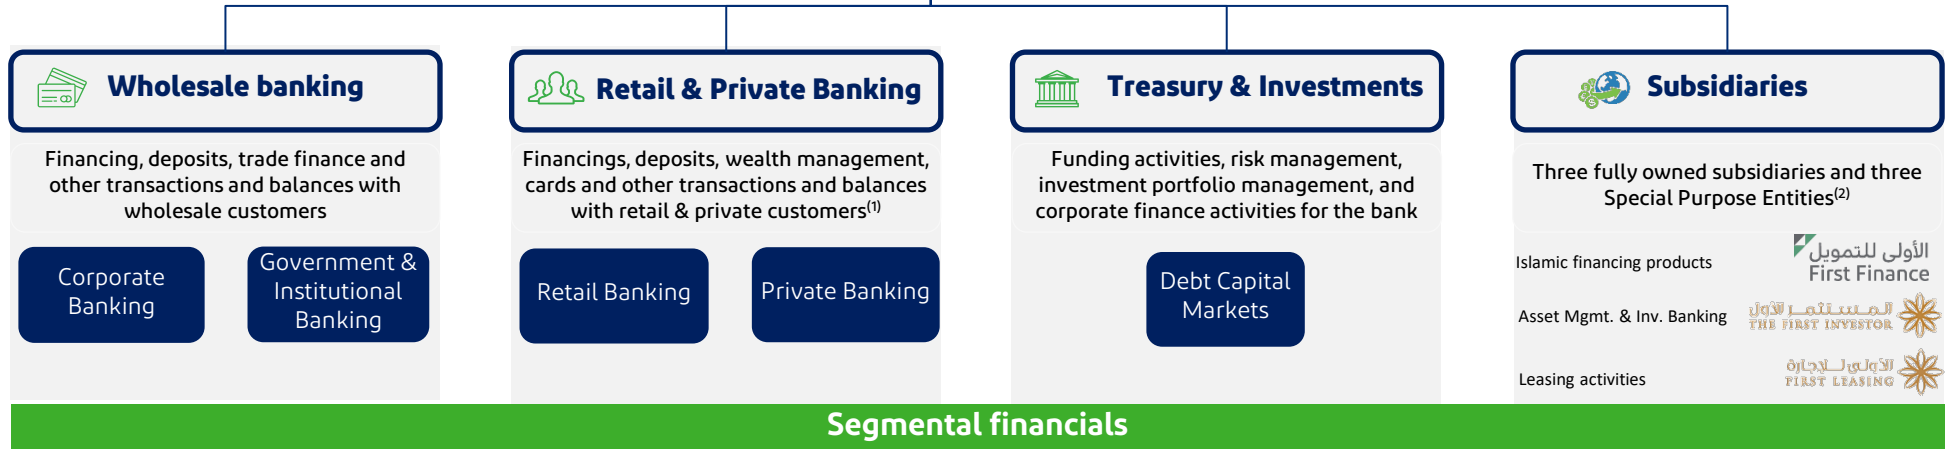 Wholesale banking
Financing, deposits, trade finance and
other transactions and balances with
wholesale customers
Corporate
Banking
Government &
Institutional
Banking
Retail & Private Banking
Financings, deposits, wealth management,
cards and other transactions and balances
with retail & private customers(1)
Retail Banking
Private Banking
Treasury & Investments
Funding activities, risk management,
investment portfolio management, and
corporate finance activities for the bank
Debt Capital
Markets
Subsidiaries
Three fully owned subsidiaries and three
Special Purpose Entities(2)
Islamic financing products
الأولى للتمويل
First Finance
Asset Mgmt. & Inv. Banking
المستثمر الأول
THE FIRST INVESTOR
Leasing activities
الأولى للإجارة
FIRST LEASING
Segmental financials